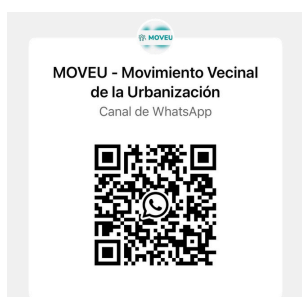 MOVEU
MOVEU - Movimiento Vecinal
de la Urbanización
Canal de WhatsApp